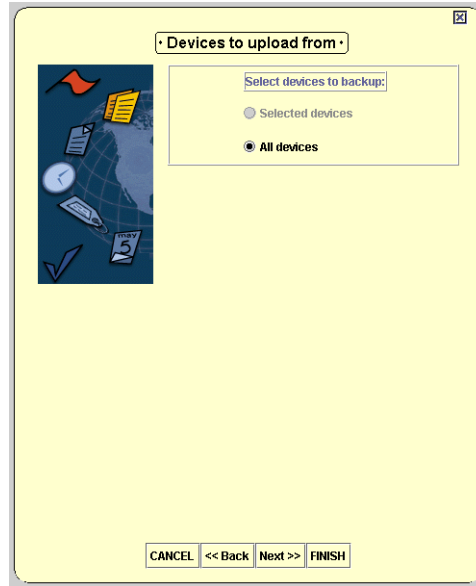 · Devices to upload from ·
Select devices to backup:
Selected devices
All devices
may
5
CANCEL
<< Back
Next >>
FINISH